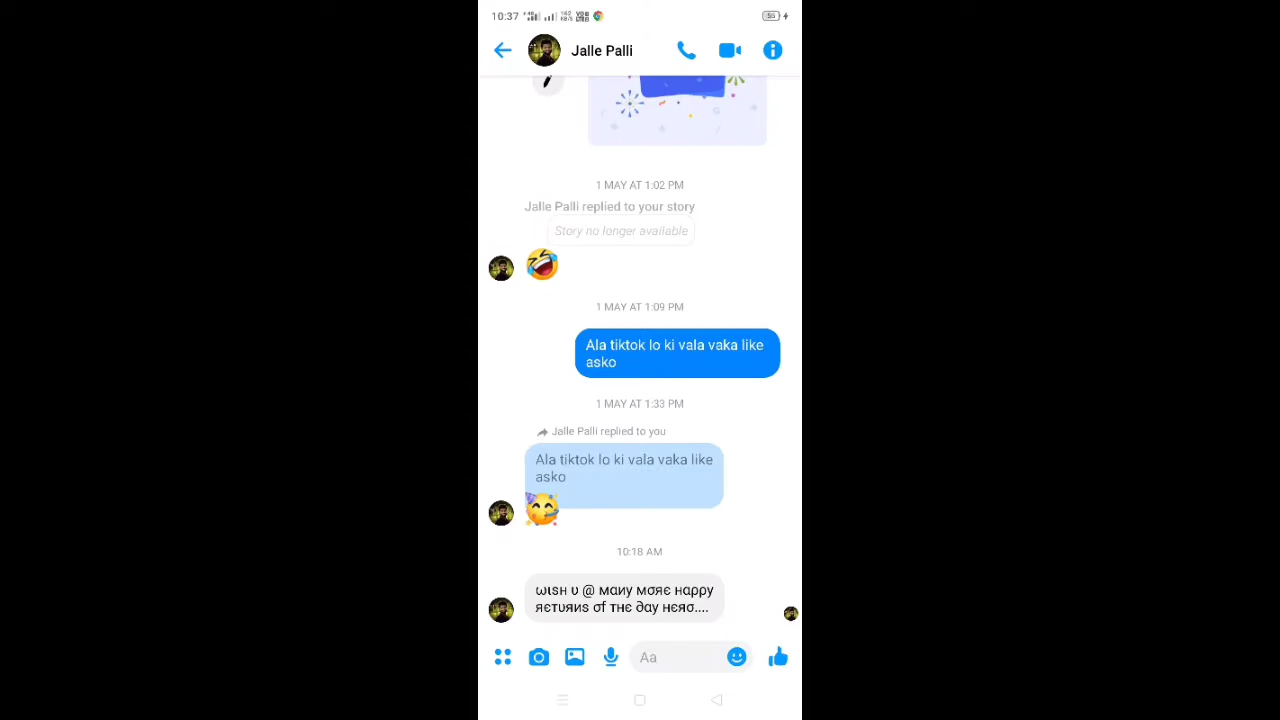 10:37
55
Jalle Palli
1 MAY AT 1:02 PM
Jalle Palli replied to your story
Story no longer available
1 MAY AT 1:09 PM
Ala tiktok lo ki vala vaka like
asko
1 MAY AT 1:33 PM
Jalle Palli replied to you
Ala tiktok lo ki vala vaka like
asko
10:18 AM
ωιsн υ @ мαиу мσяє нαρρу
яєтυяиs σf тнє ∂αу нєяσ....
Aa